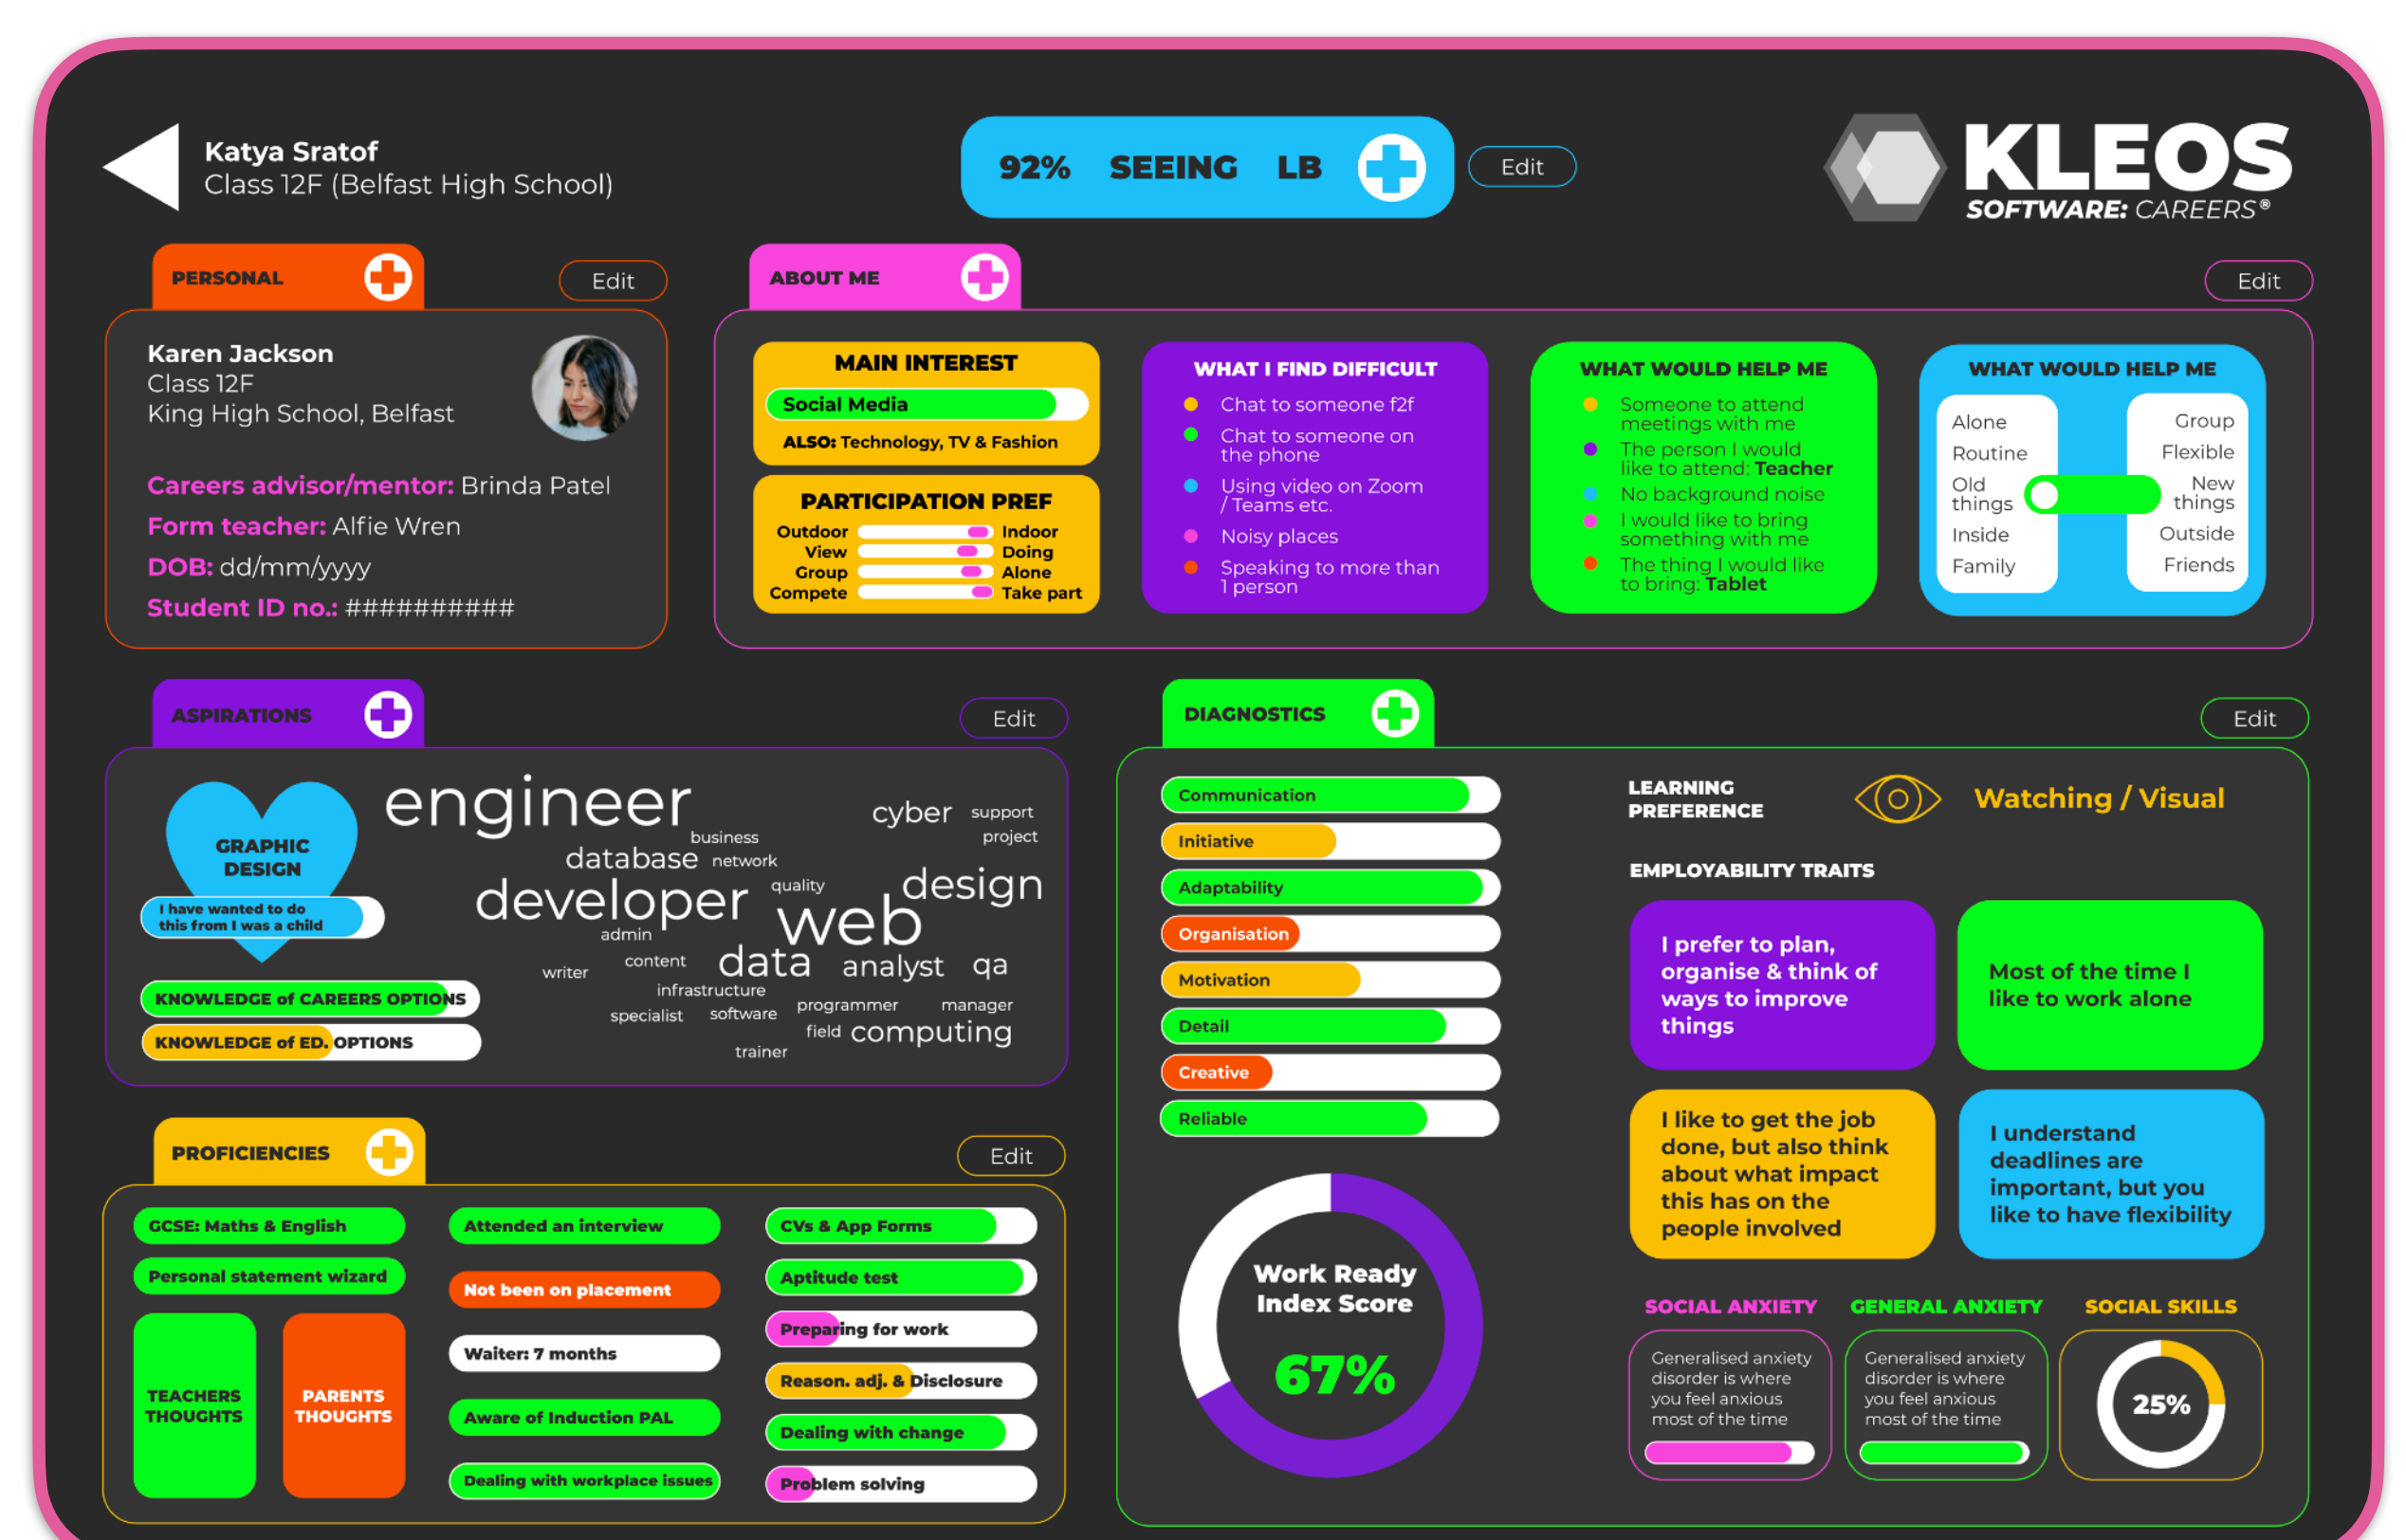 Katya Sratof
Class 12F (Belfast High School)
92% SEEING LB
Edit
KLEOS
SOFTWARE: CAREERS®
PERSONAL
Edit
Karen Jackson
Class 12F
King High School, Belfast
Careers advisor/mentor: Brinda Patel
Form teacher: Alfie Wren
DOB: dd/mm/yyyy
Student ID no.: ##########
ABOUT ME
Edit
MAIN INTEREST
Social Media
ALSO: Technology, TV & Fashion
PARTICIPATION PREF
Outdoor Indoor
View Doing
Group Alone
Compete Take part
WHAT I FIND DIFFICULT
Chat to someone f2f
Chat to someone on
the phone
Using video on Zoom
/ Teams etc.
Noisy places
Speaking to more than
1 person
WHAT WOULD HELP ME
Someone to attend
meetings with me
The person I would
like to attend: Teacher
No background noise
I would like to bring
something with me
The thing I would like
to bring: Tablet
WHAT WOULD HELP ME
Alone
Routine
Old
things
Inside
Family
Group
Flexible
New
things
Outside
Friends
ASPIRATIONS
Edit
GRAPHIC
DESIGN
I have wanted to do
this from I was a child
KNOWLEDGE of CAREERS OPTIONS
KNOWLEDGE of ED. OPTIONS
engineer
cyber
support
business
project
database
network
quality
design
developer
web
admin
content
data
analyst
qa
writer
infrastructure
programmer
manager
specialist
software
field
computing
trainer
PROFICIENCIES
Edit
GCSE: Maths & English
Personal statement wizard
TEACHERS
THOUGHTS
PARENTS
THOUGHTS
Attended an interview
Not been on placement
Waiter: 7 months
Aware of Induction PAL
Dealing with workplace issues
CVs & App Forms
Aptitude test
Preparing for work
Reason. adj. & Disclosure
Dealing with change
Problem solving
DIAGNOSTICS
Edit
Communication
Initiative
Adaptability
Organisation
Motivation
Detail
Creative
Reliable
Work Ready
Index Score
67%
LEARNING
PREFERENCE
Watching / Visual
EMPLOYABILITY TRAITS
I prefer to plan,
organise & think of
ways to improve
things
Most of the time I
like to work alone
I like to get the job
done, but also think
about what impact
this has on the
people involved
I understand
deadlines are
important, but you
like to have flexibility
SOCIAL ANXIETY
Generalised anxiety
disorder is where
you feel anxious
most of the time
GENERAL ANXIETY
Generalised anxiety
disorder is where
you feel anxious
most of the time
SOCIAL SKILLS
25%